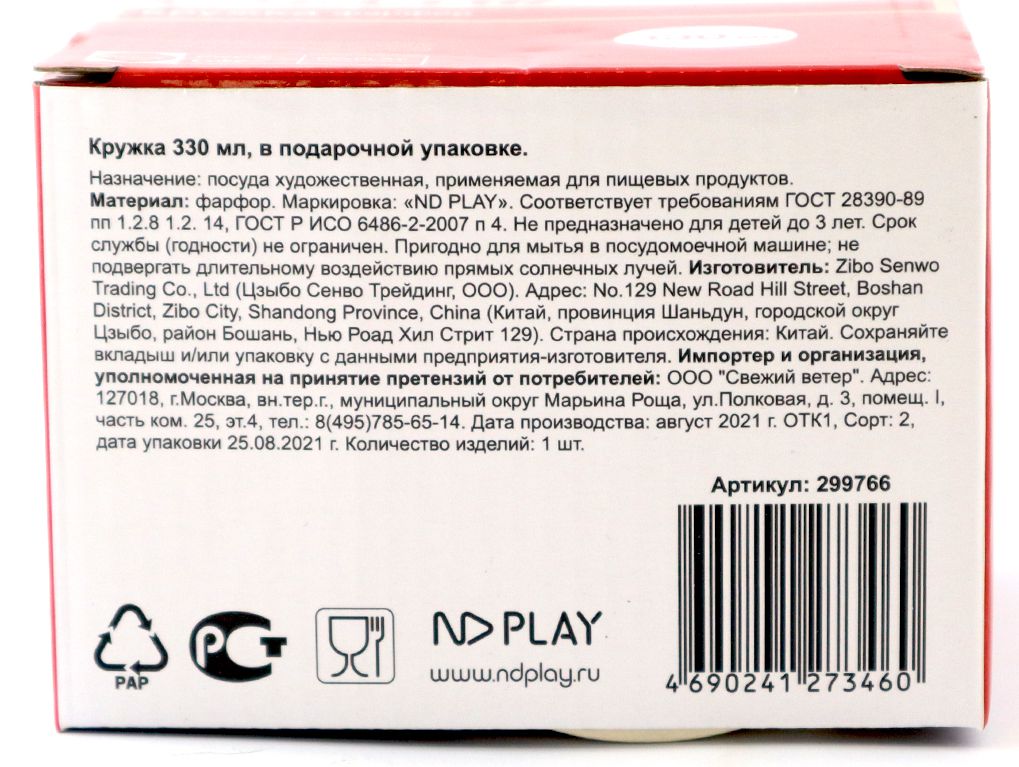 Кружка 330 мл, в подарочной упаковке.
Назначение: посуда художественная, применяемая для пищевых продуктов.
Материал: фарфор. Маркировка: «ND PLAY». Соответствует требованиям ГОСТ 28390-89
пп 1.2.8 1.2. 14, ГОСТ Р ИСО 6486-2-2007 п 4. Не предназначено для детей до 3 лет. Срок
службы (годности) не ограничен. Пригодно для мытья в посудомоечной машине; не
подвергать длительному воздействию прямых солнечных лучей. Изготовитель: Zibo Senwo
Trading Co., Ltd (Цзыбо Сенво Трейдинг, ООО). Адрес: No.129 New Road Hill Street, Boshan
District, Zibo City, Shandong Province, China (Китай, провинция Шаньдун, городской округ
Цзыбо, район Бошань, Нью Роад Хил Стрит 129). Страна происхождения: Китай. Сохраняйте
вкладыш и/или упаковку с данными предприятия-изготовителя. Импортер и организация,
уполномоченная на принятие претензий от потребителей: ООО "Свежий ветер". Адрес:
127018, г.Москва, вн.тер.г., муниципальный округ Марьина Роща, ул.Полковая, д. 3, помещ. I,
часть ком. 25, эт.4, тел.: 8(495)785-65-14. Дата производства: август 2021 г. ОТК1, Сорт: 2,
дата упаковки 25.08.2021 г. Количество изделий: 1 шт.
Артикул: 299766
PAP
РСТ
ND PLAY
www.ndplay.ru
4 690241 273460